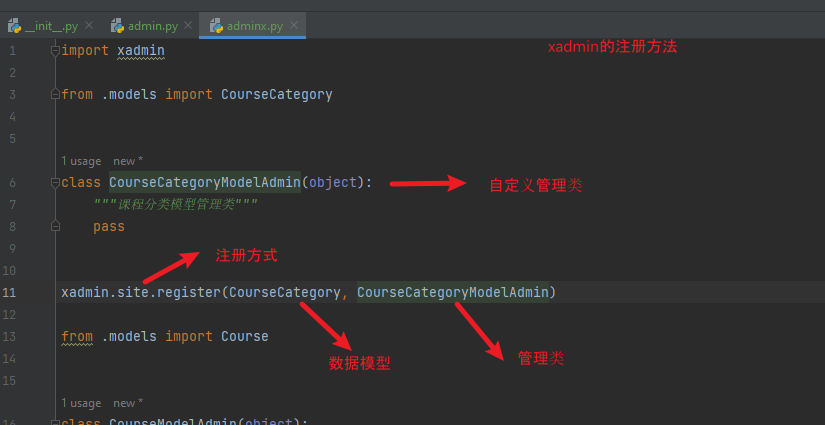 __init__.py admin.py adminx.py
1 import xadmin
xadmin的注册方法
2
3 from .models import CourseCategory
4
5
1 usage new *
6 class CourseCategoryModelAdmin(object):
自定义管理类
7 """课程分类模型管理类"""
8 pass
9
注册方式
10
11 xadmin.site.register(CourseCategory, CourseCategoryModelAdmin)
12
13 from .models import Course
14
数据模型
管理类
15
1 usage new *
16 class CourseModelAdmin(object):